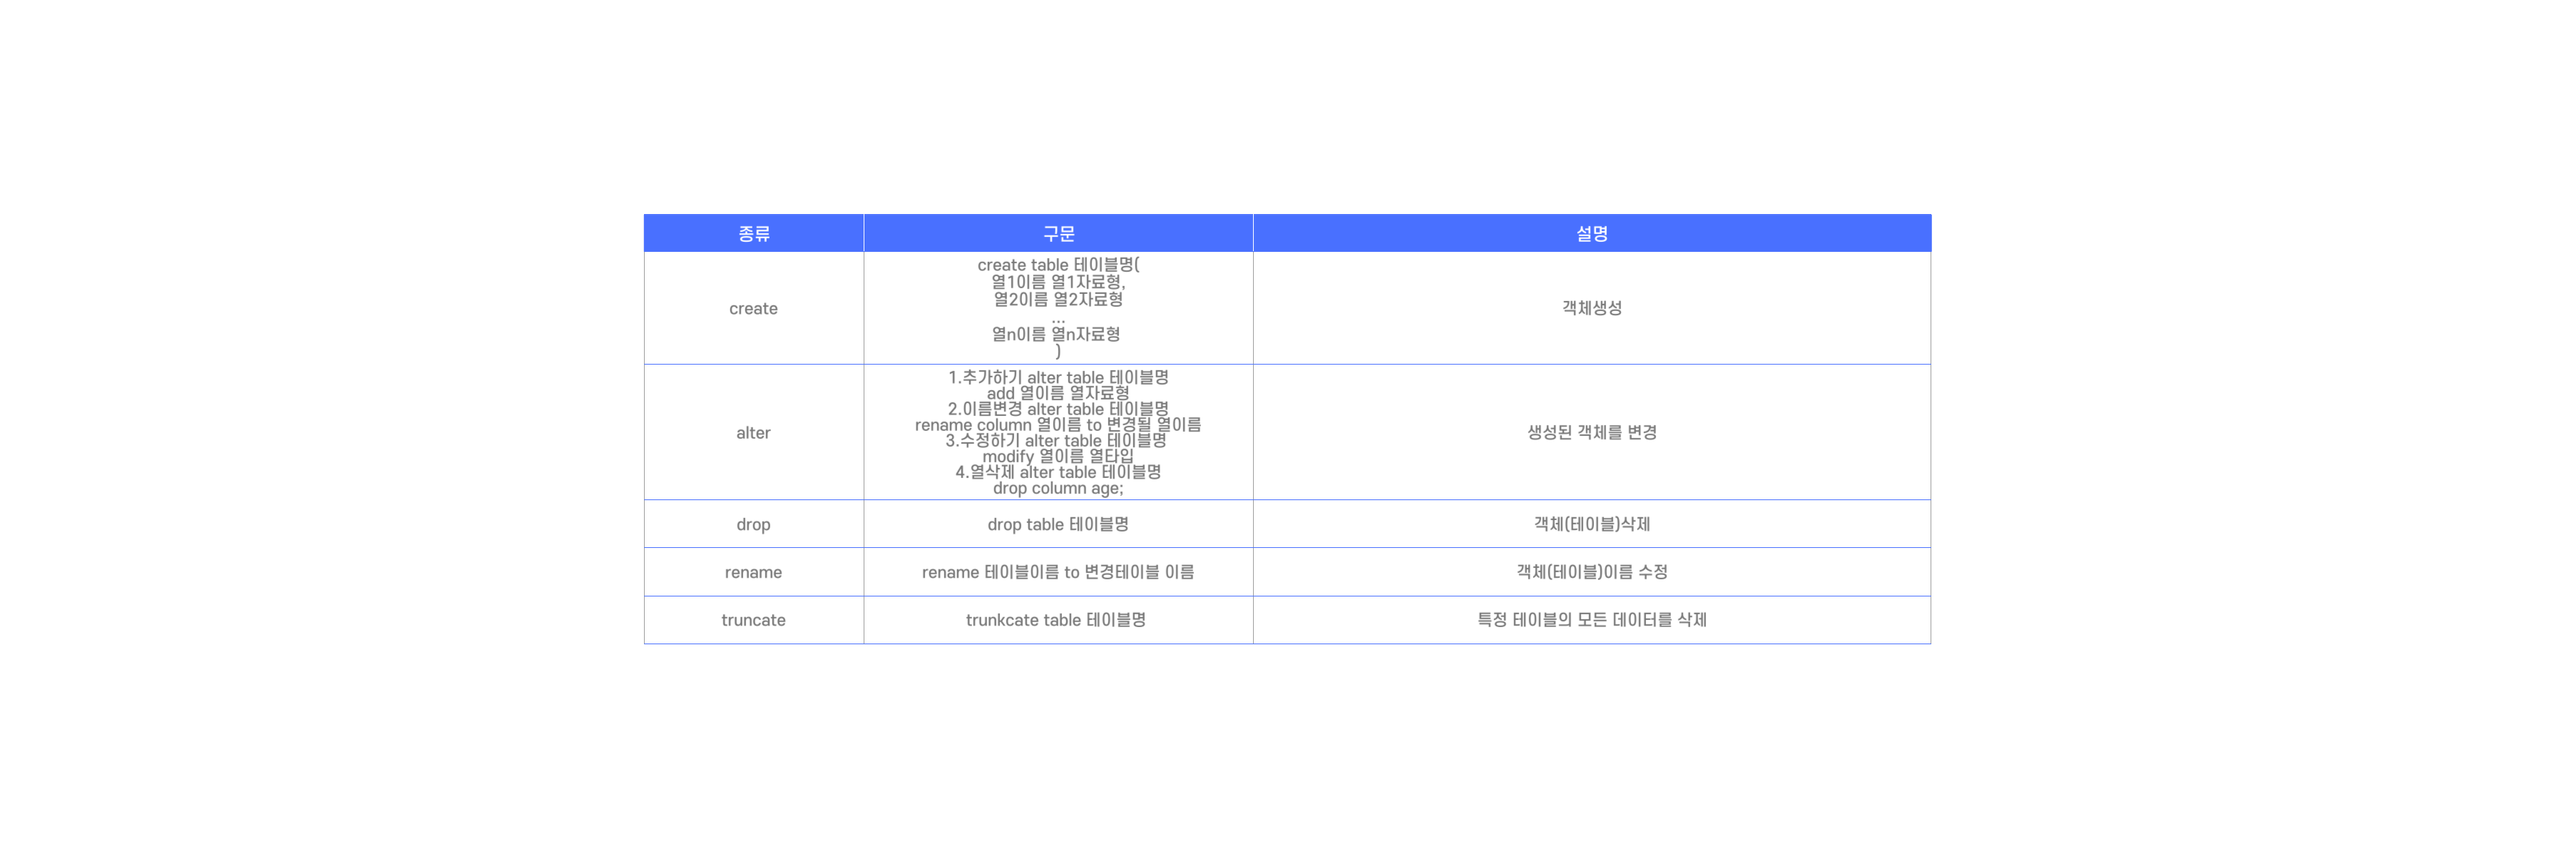 종류 구문 설명
create table 테이블명(
열1이름 열1자료형,
열2이름 열2자료형
create 객체생성
...
열n이름 열n자료형
)
1.추가하기 alter table 테이블명
add 열이름 열자료형
2.이름변경 alter table 테이블명
rename column 열이름 to 변경될 열이름
alter 생성된 객체를 변경
3.수정하기 alter table 테이블명
modify 열이름 열타입
4.열삭제 alter table 테이블명
drop column age;
drop drop table 테이블명 객체(테이블)삭제
rename rename 테이블이름 to 변경테이블 이름 객체(테이블)이름 수정
truncate trunkcate table 테이블명 특정 테이블의 모든 데이터를 삭제